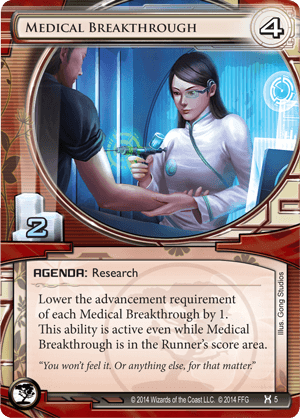 Medical Breakthrough
4
2
AGENDA: Research
Lower the advancement requirement
of each Medical Breakthrough by 1.
This ability is active even while Medical
Breakthrough is in the Runner’s score area.
“You won’t feel it. Or anything else, for that matter.”
Illus. Gong Studios
© 2014 Wizards of the Coast LLC. © 2014 FFG
5